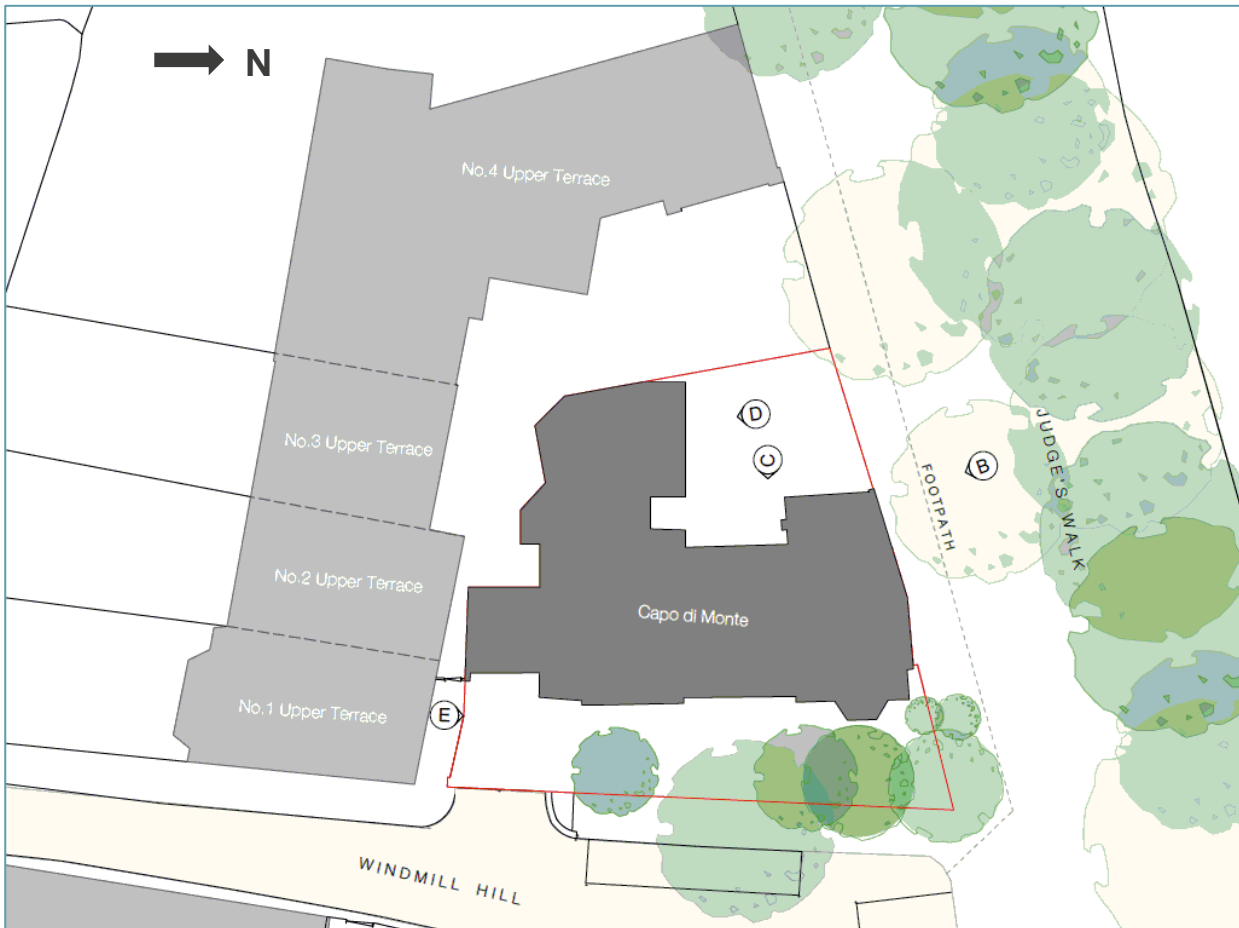 N
No.4 Upper Terrace
No.3 Upper Terrace
No.2 Upper Terrace
No.1 Upper Terrace
Capo di Monte
D
C
B
E
FOOTPATH
JUDGE'S WALK
WINDMILL HILL